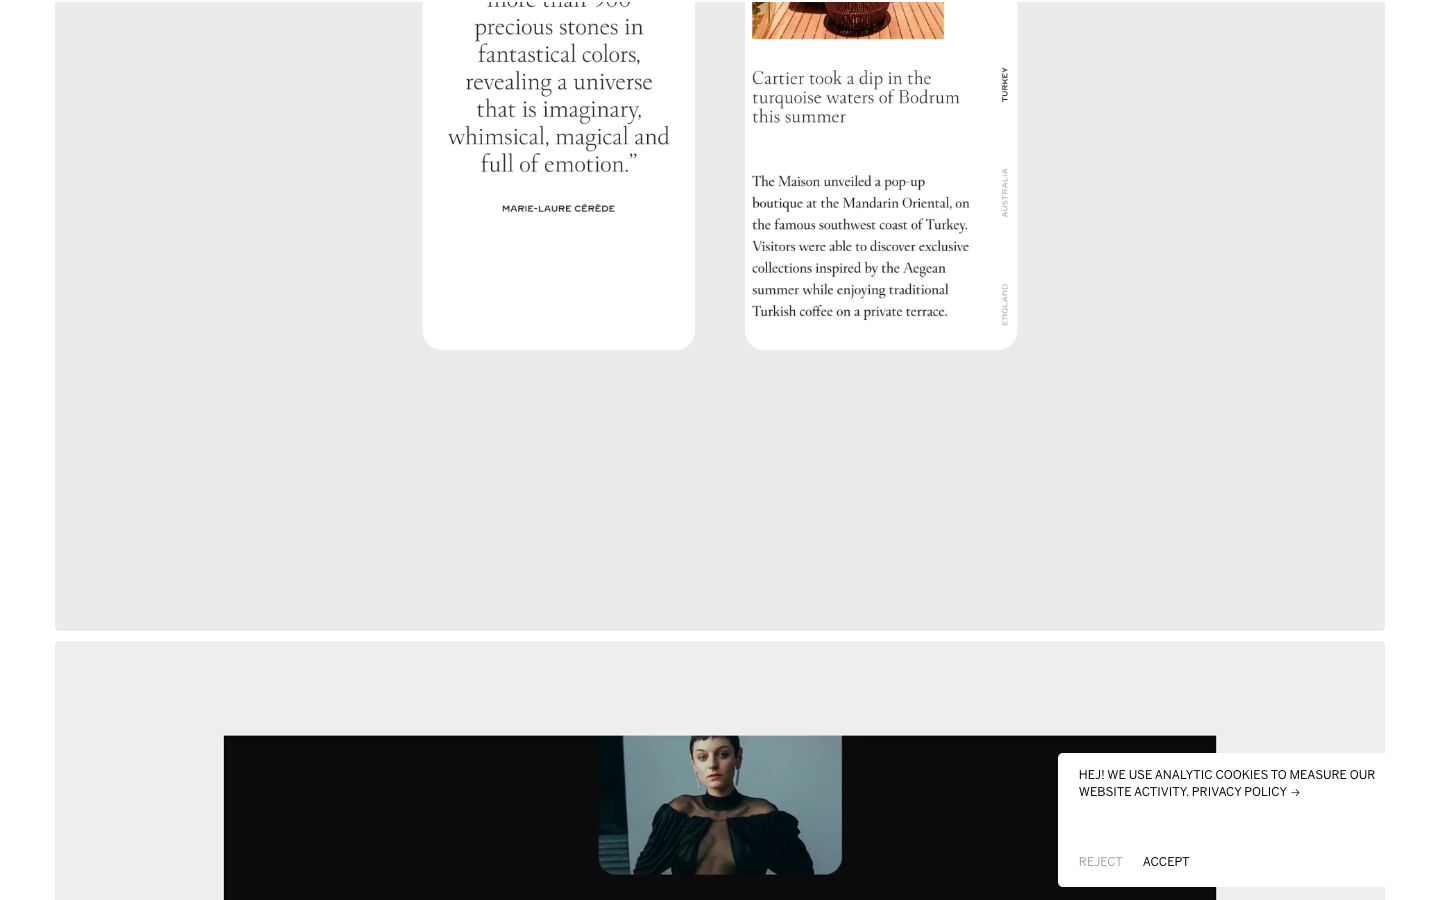 more than 900
precious stones in
fantastical colors,
revealing a universe
that is imaginary,
whimsical, magical and
full of emotion.”
MARIE-LAURE CÉRÈDE
Cartier took a dip in the
turquoise waters of Bodrum
this summer
The Maison unveiled a pop-up
boutique at the Mandarin Oriental, on
the famous southwest coast of Turkey.
Visitors were able to discover exclusive
collections inspired by the Aegean
summer while enjoying traditional
Turkish coffee on a private terrace.
TURKEY
AUSTRALIA
ENGLAND
HEJ! WE USE ANALYTIC COOKIES TO MEASURE OUR
WEBSITE ACTIVITY. PRIVACY POLICY →
REJECT ACCEPT